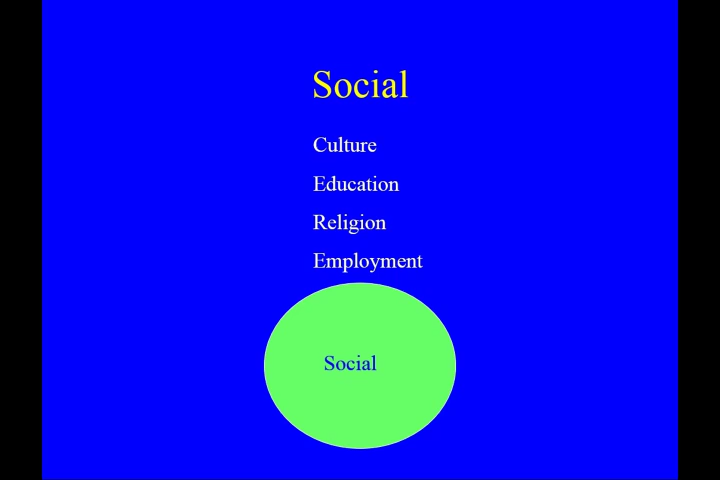 Social
Culture
Education
Religion
Employment
Social